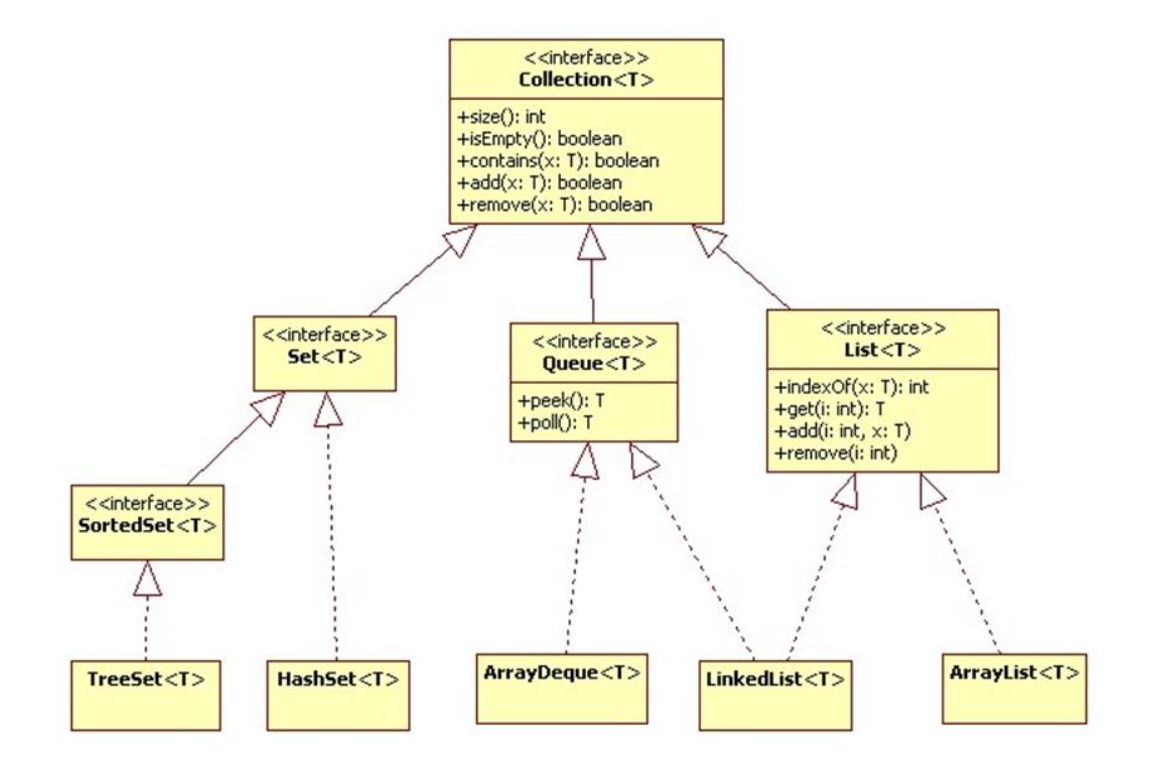 <<interface>>
Collection<T>
+size(): int
+isEmpty(): boolean
+contains(x: T): boolean
+add(x: T): boolean
+remove(x: T): boolean
<<interface>>
Set<T>
<<interface>>
Queue<T>
+peek(): T
+poll(): T
<<interface>>
List<T>
+indexOf(x: T): int
+get(i: int): T
+add(i: int, x: T)
+remove(i: int)
<<interface>>
SortedSet<T>
TreeSet<T>
HashSet<T>
ArrayDeque<T>
LinkedList<T>
ArrayList<T>